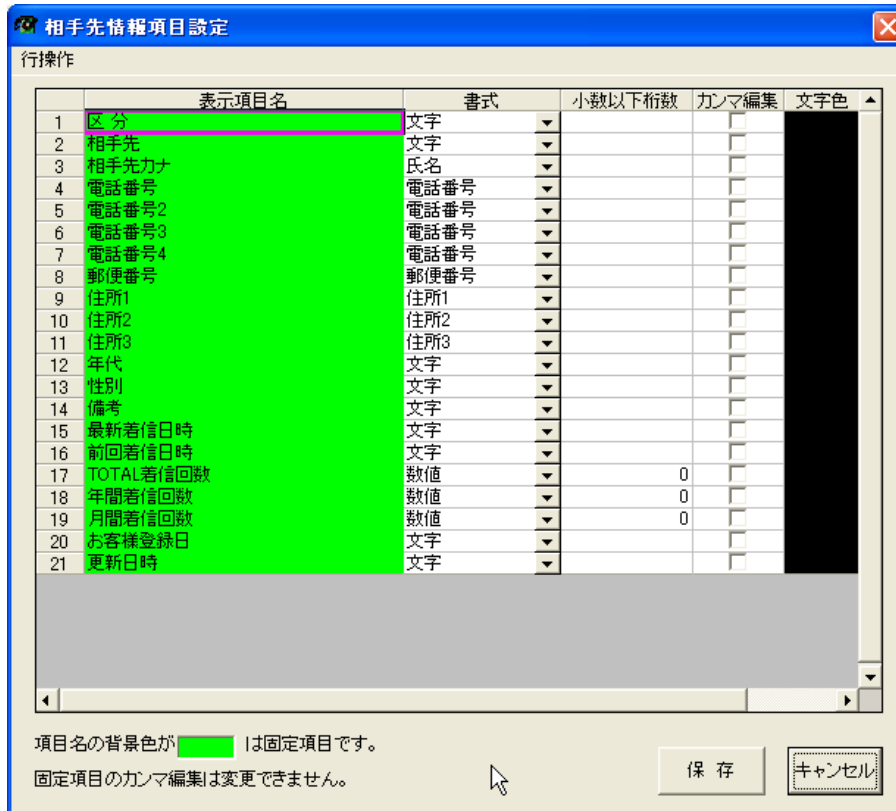 相手先情報項目設定
行操作
表示項目名 書式 小数以下桁数 カンマ編集 文字色
1 区 分 文字
2 相手先 文字
3 相手先カナ 氏名
4 電話番号 電話番号
5 電話番号2 電話番号
6 電話番号3 電話番号
7 電話番号4 電話番号
8 郵便番号 郵便番号
9 住所1 住所1
10 住所2 住所2
11 住所3 住所3
12 年代 文字
13 性別 文字
14 備考 文字
15 最新着信日時 文字
16 前回着信日時 文字
17 TOTAL着信回数 数値 0
18 年間着信回数 数値 0
19 月間着信回数 数値 0
20 お客様登録日 文字
21 更新日時 文字
項目名の背景色が は固定項目です。
固定項目のカンマ編集は変更できません。
保 存 キャンセル